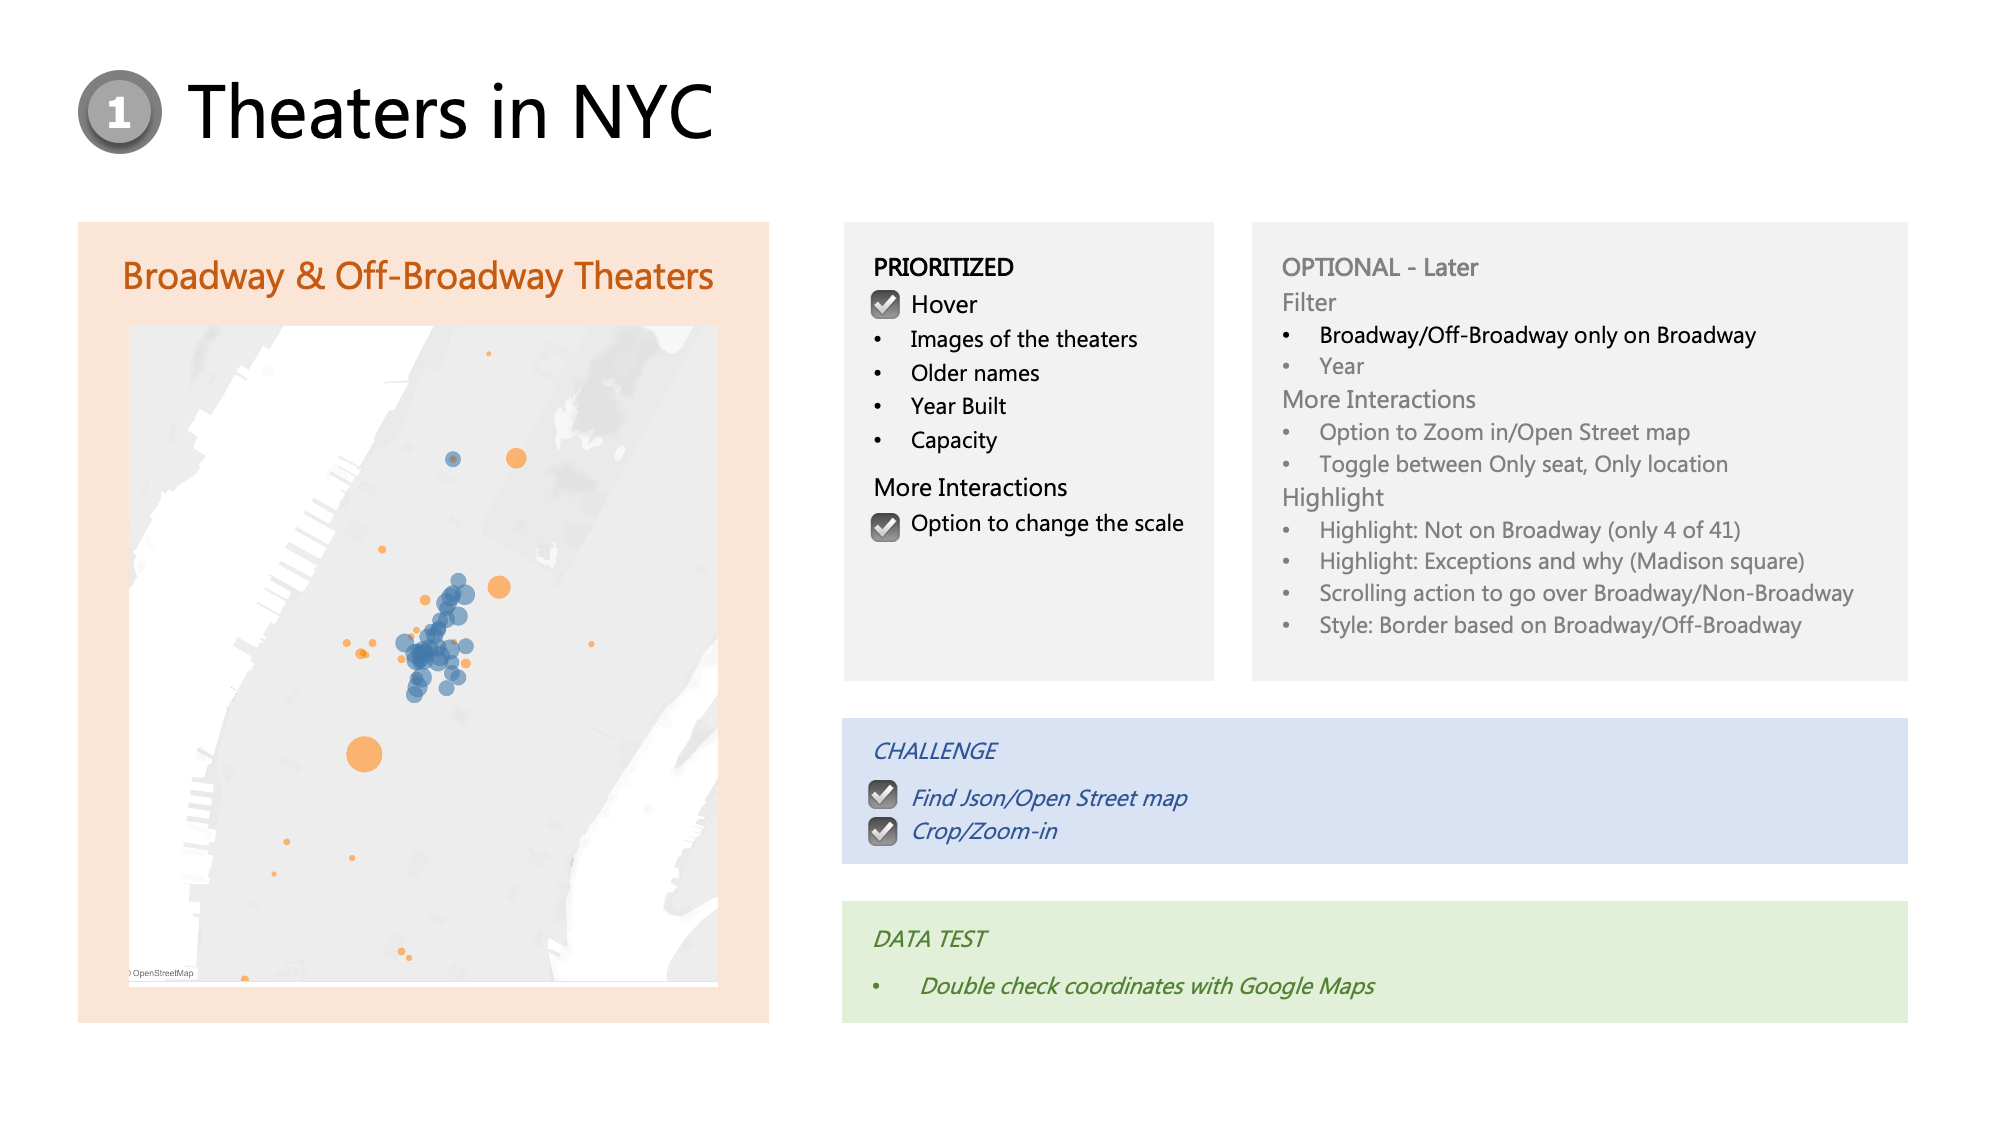 1 Theaters in NYC
Broadway & Off-Broadway Theaters
OpenStreetMap
PRIORITIZED
Hover
• Images of the theaters
• Older names
• Year Built
• Capacity
More Interactions
Option to change the scale
OPTIONAL - Later
Filter
• Broadway/Off-Broadway only on Broadway
• Year
More Interactions
• Option to Zoom in/Open Street map
• Toggle between Only seat, Only location
Highlight
• Highlight: Not on Broadway (only 4 of 41)
• Highlight: Exceptions and why (Madison square)
• Scrolling action to go over Broadway/Non-Broadway
• Style: Border based on Broadway/Off-Broadway
CHALLENGE
Find Json/Open Street map
Crop/Zoom-in
DATA TEST
• Double check coordinates with Google Maps